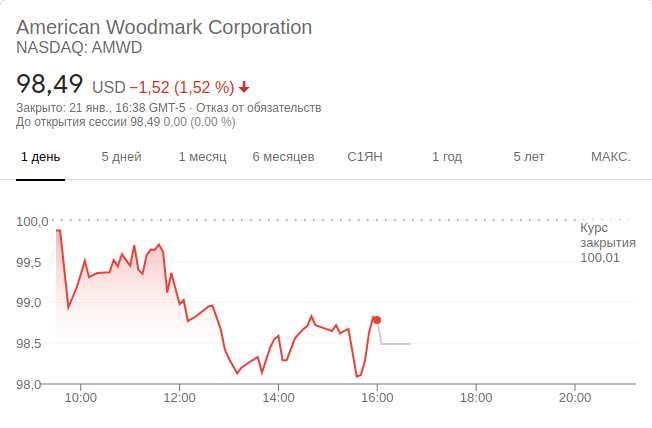 American Woodmark Corporation
NASDAQ: AMWD
98,49 USD −1,52 (1,52 %)
Закрыто: 21 янв., 16:38 GMT-5 · Отказ от обязательств
До открытия сессии 98,49 0,00 (0,00 %)
1 день 5 дней 1 месяц 6 месяцев С1ЯН 1 год 5 лет МАКС.
100,0
Курс
закрытия
100,01
99,5
99,0
98,5
98,0
10:00 12:00 14:00 16:00 18:00 20:00